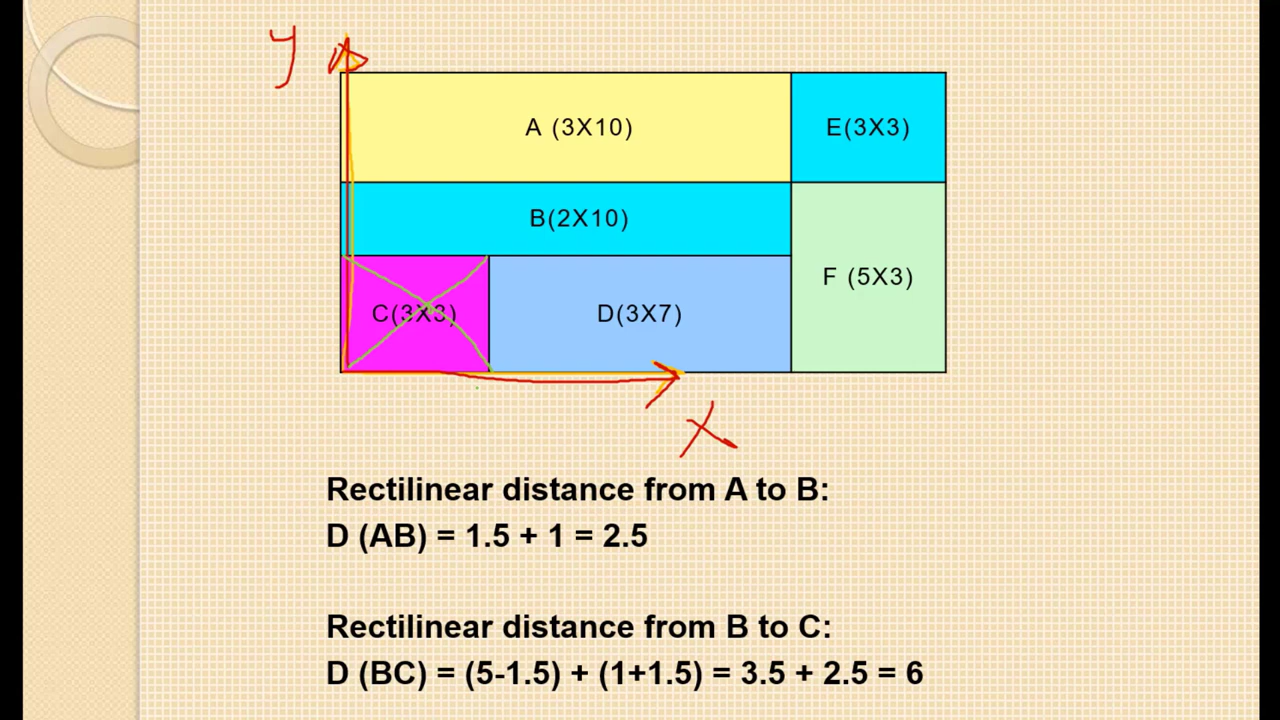 y
A (3X10)
E(3X3)
B(2X10)
F (5X3)
C(3X3)
D(3X7)
X
Rectilinear distance from A to B:
D (AB) = 1.5 + 1 = 2.5
Rectilinear distance from B to C:
D (BC) = (5-1.5) + (1+1.5) = 3.5 + 2.5 = 6